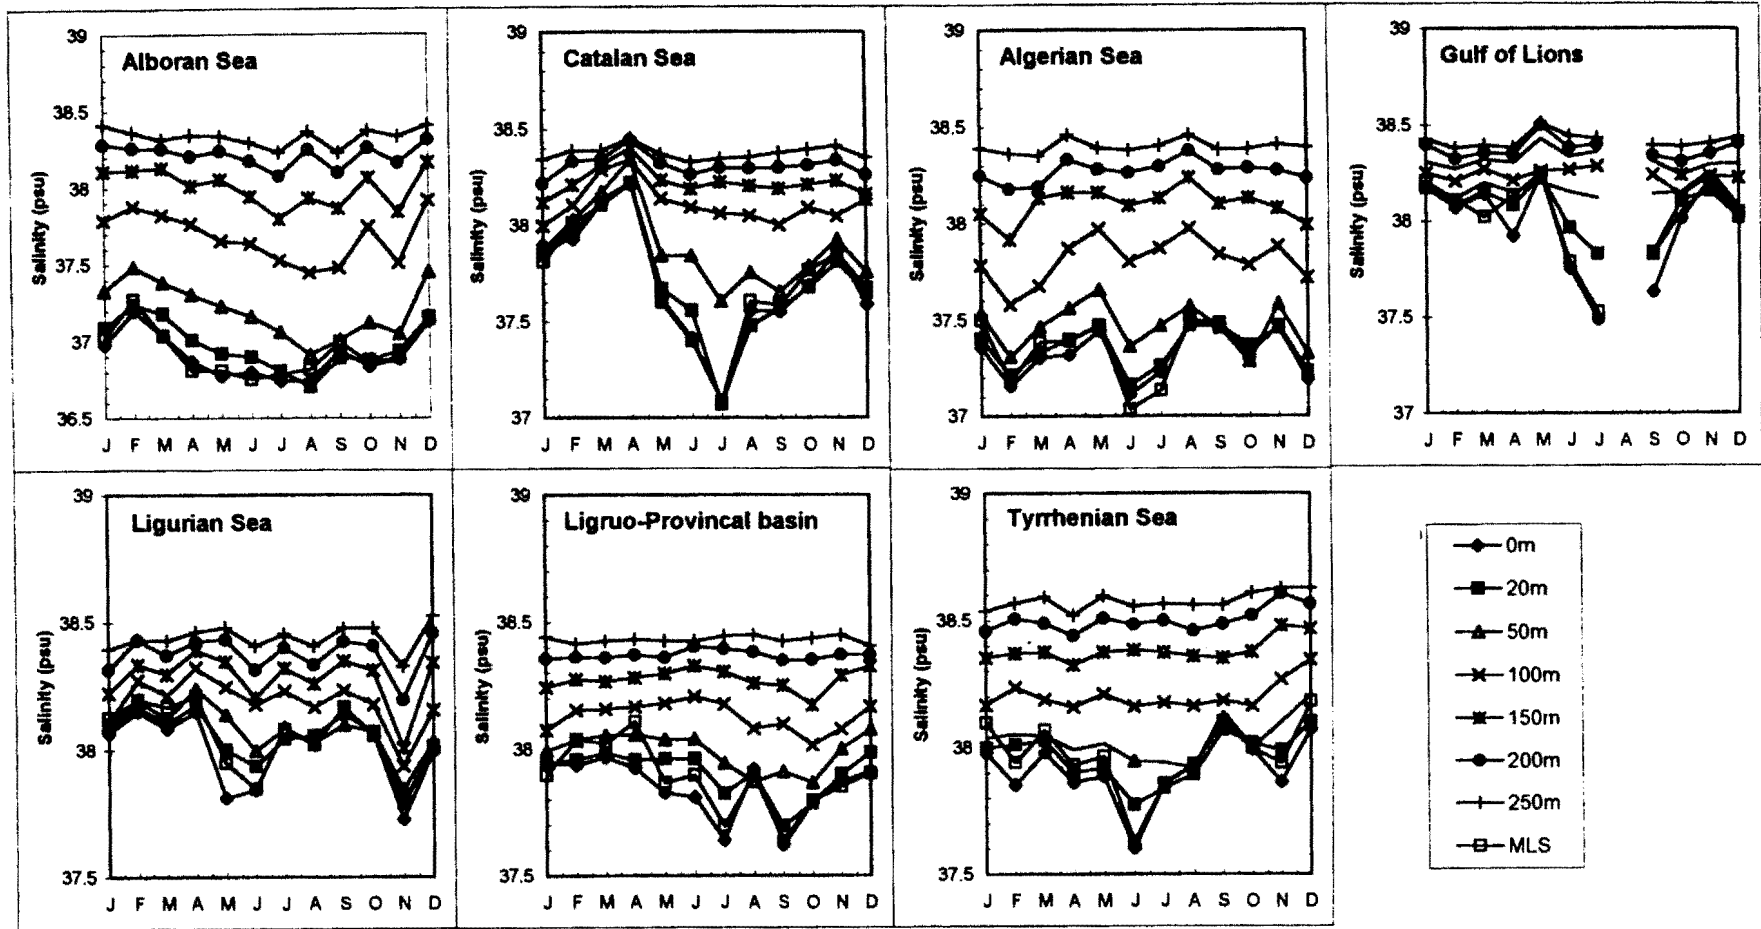 Alboran Sea
39
38.5
38
37.5
37
36.5
Salinity (psu)
J F M A M J J A S O N D
Catalan Sea
39
38.5
38
37.5
37
Salinity (psu)
J F M A M J J A S O N D
Algerian Sea
39
38.5
38
37.5
37
Salinity (psu)
J F M A M J J A S O N D
Gulf of Lions
39
38.5
38
37.5
37
Salinity (psu)
J F M A M J J A S O N D
Ligurian Sea
39
38.5
38
37.5
Salinity (psu)
J F M A M J J A S O N D
Ligruo-Provincal basin
39
38.5
38
37.5
Salinity (psu)
J F M A M J J A S O N D
Tyrrhenian Sea
39
38.5
38
37.5
Salinity (psu)
J F M A M J J A S O N D
0m
20m
50m
100m
150m
200m
250m
MLS